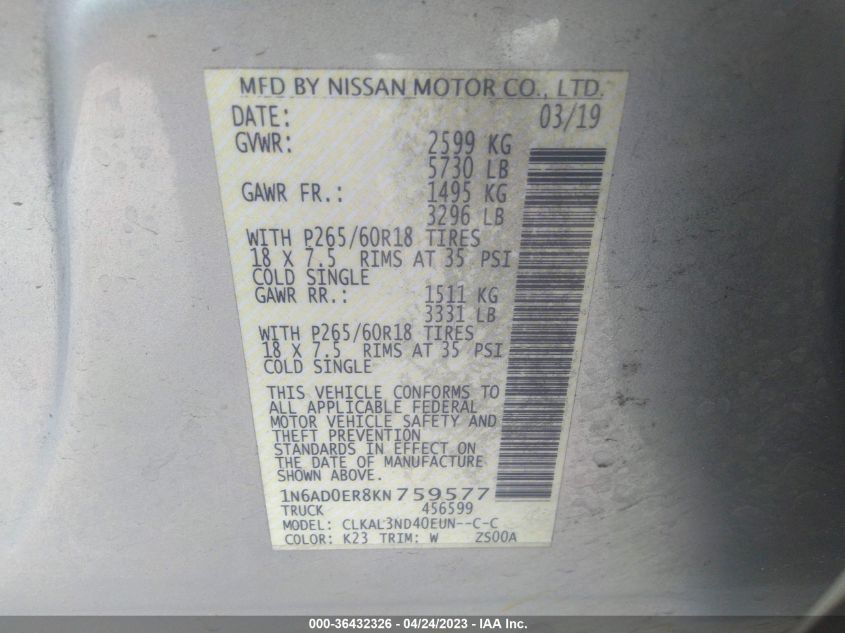 MFD BY NISSAN MOTOR CO., LTD.
DATE: 03/19
GVWR: 2599 KG
5730 LB
GAWR FR.: 1495 KG
3296 LB
WITH P265/60R18 TIRES
18 X 7.5 RIMS AT 35 PSI
COLD SINGLE
GAWR RR.: 1511 KG
3331 LB
WITH P265/60R18 TIRES
18 X 7.5 RIMS AT 35 PSI
COLD SINGLE
THIS VEHICLE CONFORMS TO
ALL APPLICABLE FEDERAL
MOTOR VEHICLE SAFETY AND
THEFT PREVENTION
STANDARDS IN EFFECT ON
THE DATE OF MANUFACTURE
SHOWN ABOVE.
1N6AD0ER8KN759577
TRUCK 456599
MODEL: CLKAL3ND40EUN--C-C
COLOR: K23 TRIM: W ZS00A
000-36432326 - 04/24/2023 - IAA Inc.